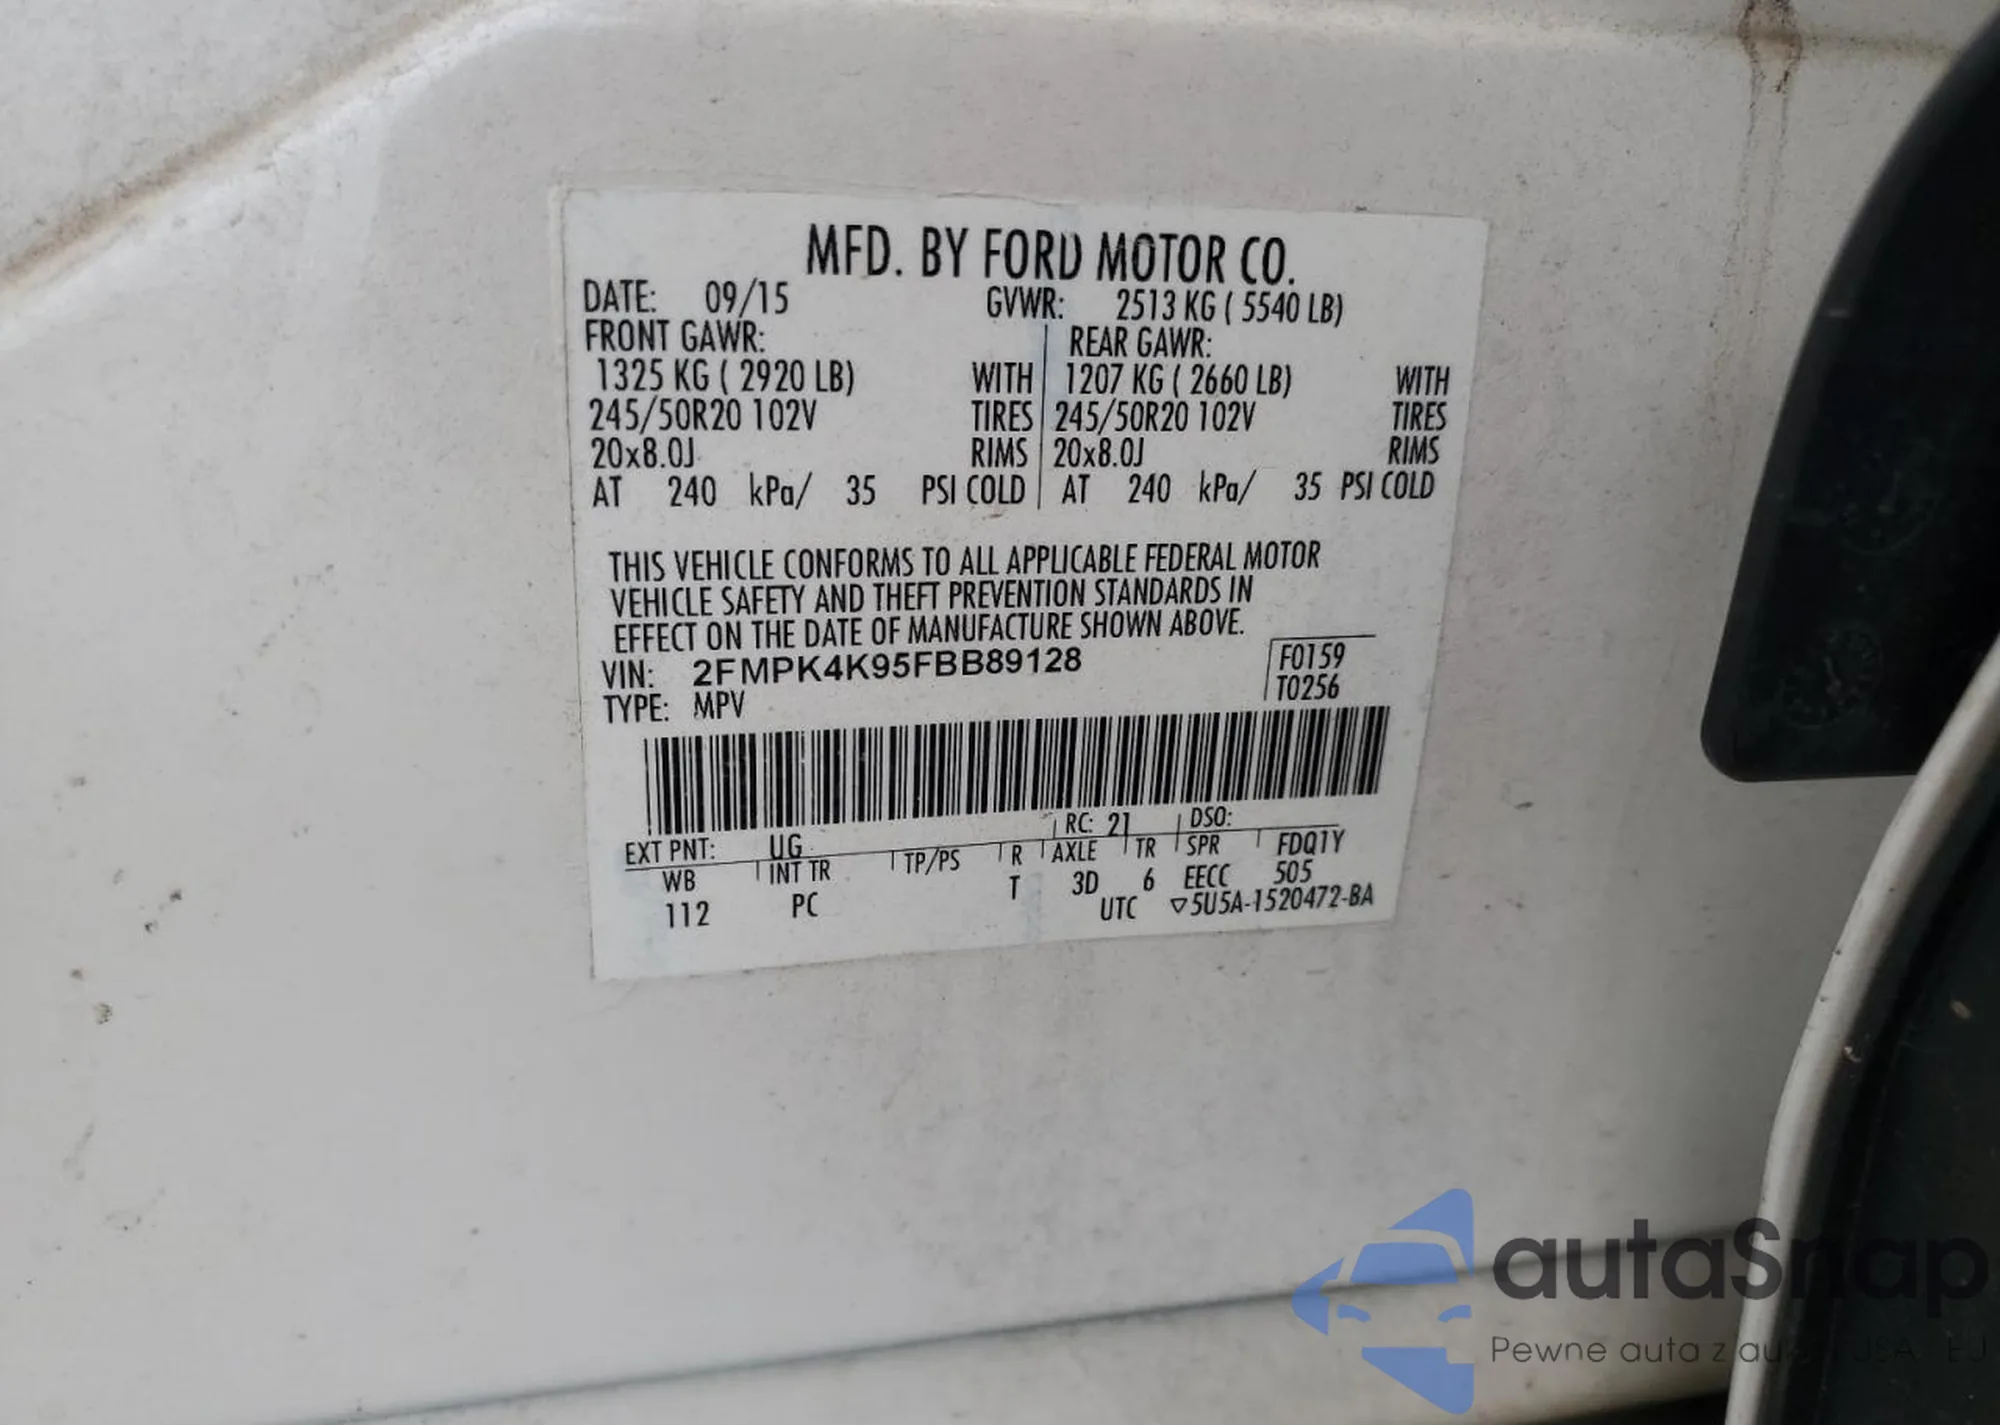 MFD. BY FORD MOTOR CO.
DATE: 09/15 GVWR: 2513 KG ( 5540 LB)
FRONT GAWR: REAR GAWR:
1325 KG ( 2920 LB) WITH 1207 KG ( 2660 LB) WITH
245/50R20 102V TIRES 245/50R20 102V TIRES
20x8.0J RIMS 20x8.0J RIMS
AT 240 kPa/ 35 PSI COLD AT 240 kPa/ 35 PSI COLD
THIS VEHICLE CONFORMS TO ALL APPLICABLE FEDERAL MOTOR
VEHICLE SAFETY AND THEFT PREVENTION STANDARDS IN
EFFECT ON THE DATE OF MANUFACTURE SHOWN ABOVE.
VIN: 2FMPK4K95FBB89128 F0159
TYPE: MPV T0256
RC: 21 DSO:
EXT PNT: UG FDQ1Y
WB INT TR TP/PS R AXLE TR SPR 505
112 PC T 3D 6 EECC
UTC ▽5U5A-1520472-BA
autaSnap
Pewne auta z